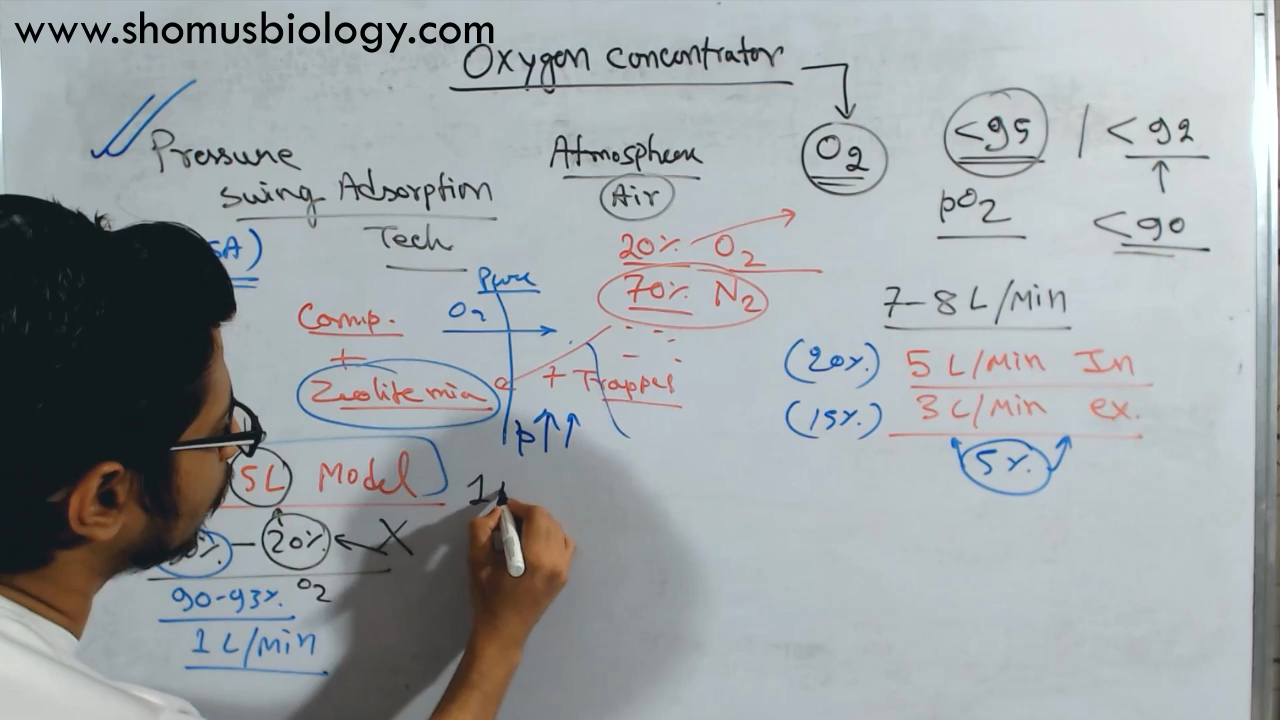 www.shomusbiology.com
Oxygen concentrator
O2
<95 / <92
pO2 <90
Pressure
swing Adsorption
Tech
Atmosphere
Air
20% O2
70% N2
Pure
O2
Comp.
+
+ Trapped
P↑↑
5L Model
20%
O2
90-93%.
1 L/min
7-8 L/Min
(20%) 5 L/Min In
(15%) 3 L/Min ex.
5%
1